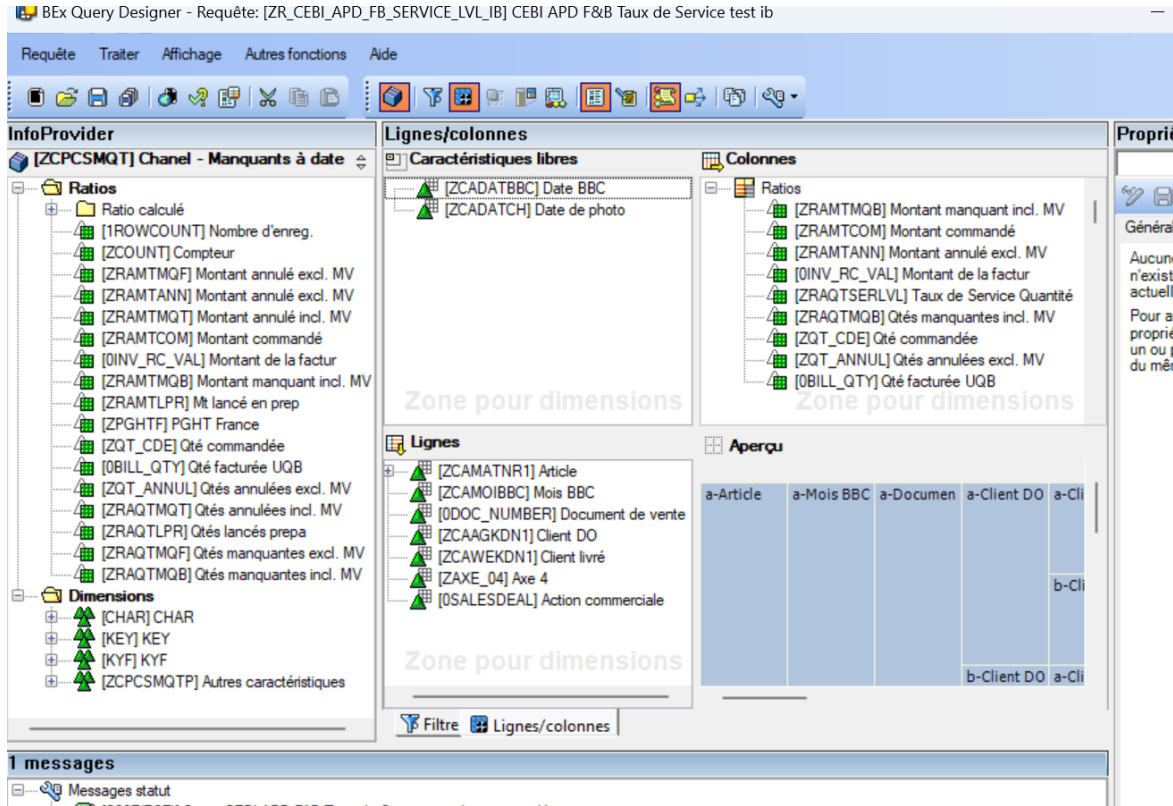 BEx Query Designer - Requête: [ZR_CEBI_APD_FB_SERVICE_LVL_IB] CEBI APD F&B Taux de Service test ib
Requête Traiter Affichage Autres fonctions Aide
InfoProvider
[ZCPCSMQT] Chanel - Manquants à date
Ratios
Ratio calculé
[1ROWCOUNT] Nombre d'enreg.
[ZCOUNT] Compteur
[ZRAMTMQF] Montant annulé excl. MV
[ZRAMTANN] Montant annulé excl. MV
[ZRAMTMQT] Montant annulé incl. MV
[ZRAMTCOM] Montant commandé
[0INV_RC_VAL] Montant de la factur
[ZRAMTMQB] Montant manquant incl. MV
[ZRAMTLPR] Mt lancé en prep
[ZPGHTF] PGHT France
[ZQT_CDE] Qté commandée
[0BILL_QTY] Qté facturée UQB
[ZQT_ANNUL] Qtés annulées excl. MV
[ZRAQTMQT] Qtés annulées incl. MV
[ZRAQTLPR] Qtés lancés prepa
[ZRAQTMQF] Qtés manquantes excl. MV
[ZRAQTMQB] Qtés manquantes incl. MV
Dimensions
[CHAR] CHAR
[KEY] KEY
[KYF] KYF
[ZCPCSMQTP] Autres caractéristiques
Lignes/colonnes
Caractéristiques libres
[ZCADATBBC] Date BBC
[ZCADATCH] Date de photo
Zone pour dimensions
Colonnes
Ratios
[ZRAMTMQB] Montant manquant incl. MV
[ZRAMTCOM] Montant commandé
[ZRAMTANN] Montant annulé excl. MV
[0INV_RC_VAL] Montant de la factur
[ZRAQTSERLVL] Taux de Service Quantité
[ZRAQTMQB] Qtés manquantes incl. MV
[ZQT_CDE] Qté commandée
[ZQT_ANNUL] Qtés annulées excl. MV
[0BILL_QTY] Qté facturée UQB
Zone pour dimensions
Lignes
[ZCAMATNR1] Article
[ZCAMOIBBC] Mois BBC
[0DOC_NUMBER] Document de vente
[ZCAAGKDN1] Client DO
[ZCAWEKDN1] Client livré
[ZAXE_04] Axe 4
[0SALESDEAL] Action commerciale
Zone pour dimensions
Aperçu
a-Article a-Mois BBC a-Documen a-Client DO a-Cli
b-Cli
b-Client DO a-Cli
Filtre Lignes/colonnes
Proprié
Général
Aucune
n'exist
actuell
Pour a
proprié
un ou p
du mêm
1 messages
Messages statut